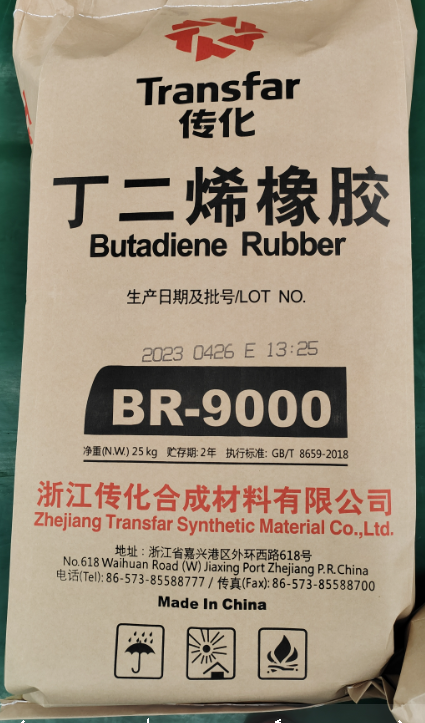 Transfar
传化
丁二烯橡胶
Butadiene Rubber
生产日期及批号/LOT NO.
2023 0426 E 13:25
BR-9000
净重(N.W.) 25 kg 贮存期: 2年 执行标准: GB/T 8659-2018
浙江传化合成材料有限公司
Zhejiang Transfar Synthetic Material Co.,Ltd.
地址: 浙江省嘉兴港区外环西路618号
No.618 Waihuan Road (W) Jiaxing Port Zhejiang P.R.China
电话(Tel): 86-573-85588777 / 传真(Fax): 86-573-85588700
Made In China